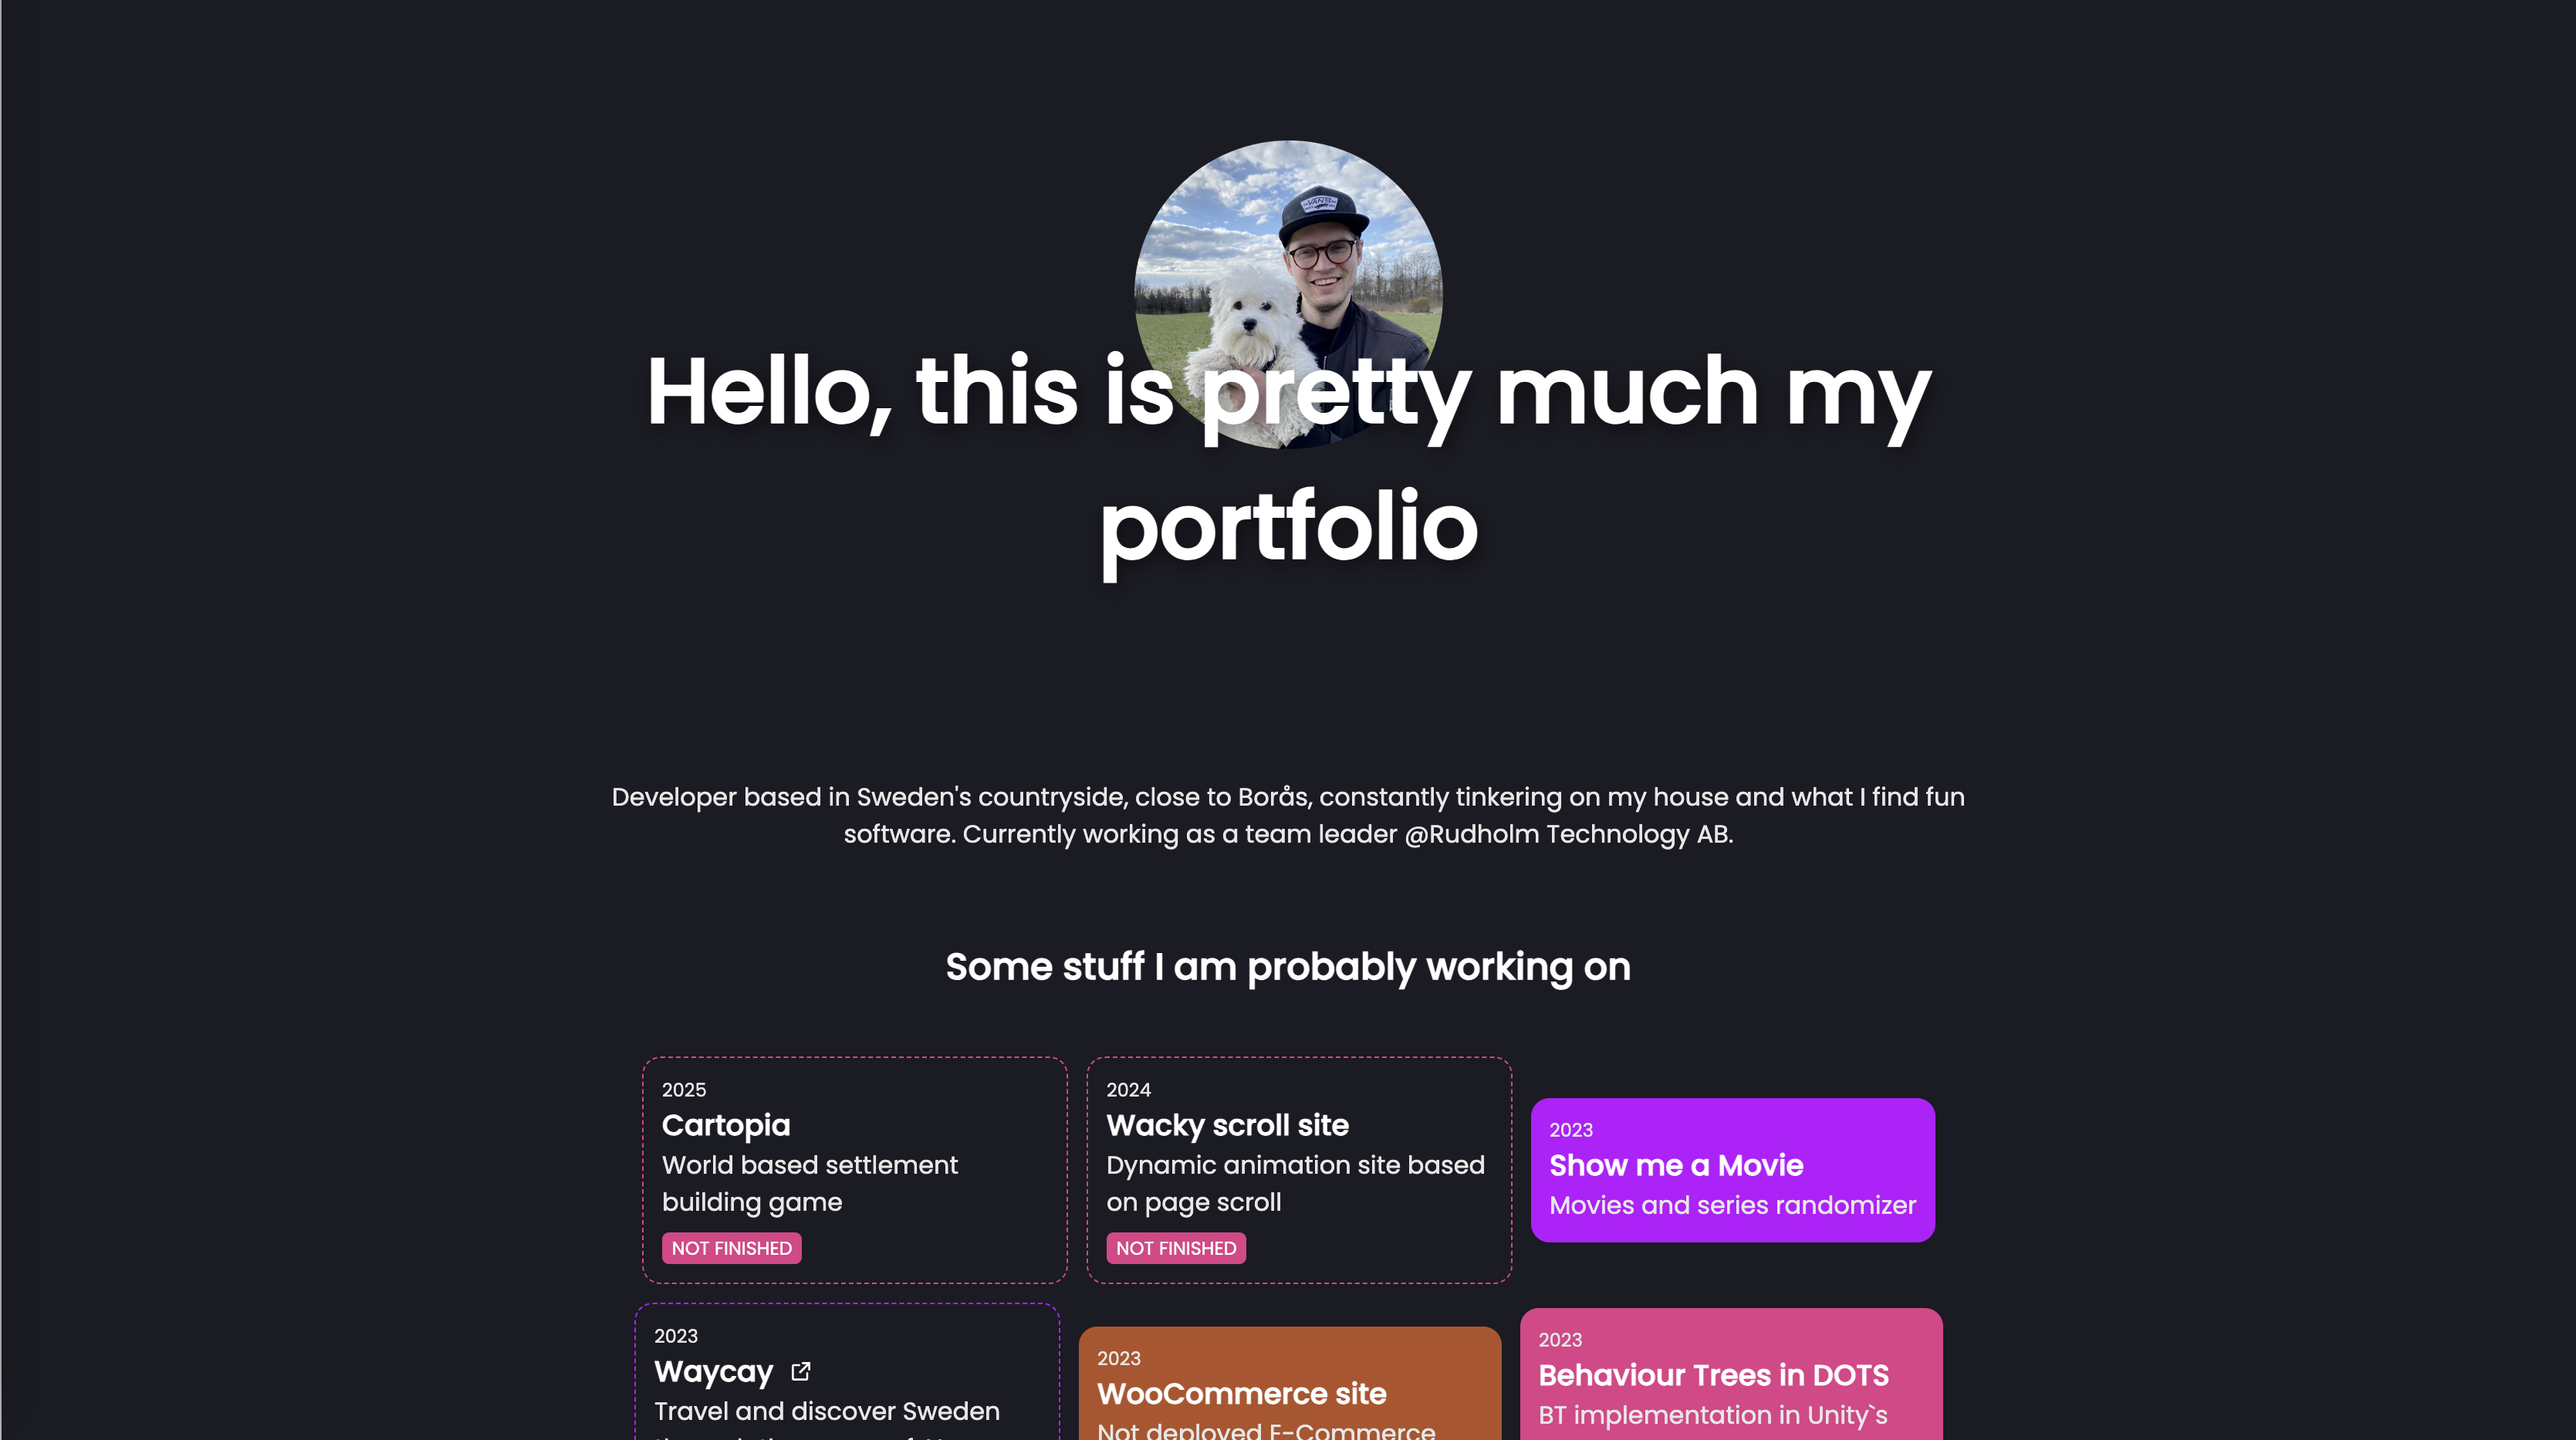 VANS
Hello, this is pretty much my
portfolio
Developer based in Sweden's countryside, close to Borås, constantly tinkering on my house and what I find fun
software. Currently working as a team leader @Rudholm Technology AB.
Some stuff I am probably working on
2025
Cartopia
World based settlement
building game
NOT FINISHED
2024
Wacky scroll site
Dynamic animation site based
on page scroll
NOT FINISHED
2023
Show me a Movie
Movies and series randomizer
2023
Waycay
Travel and discover Sweden
2023
WooCommerce site
Not deployed E-Commerce
2023
Behaviour Trees in DOTS
BT implementation in Unity`s